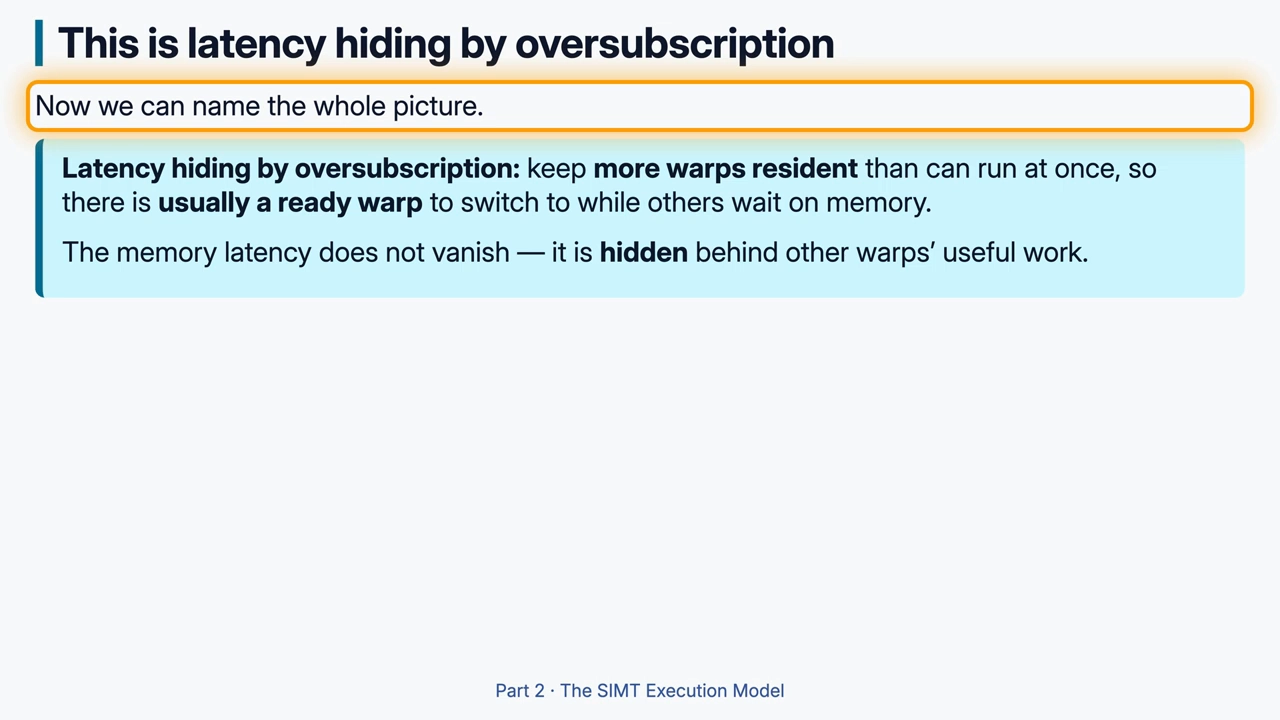 This is latency hiding by oversubscription
Now we can name the whole picture.
Latency hiding by oversubscription: keep more warps resident than can run at once, so
there is usually a ready warp to switch to while others wait on memory.
The memory latency does not vanish — it is hidden behind other warps’ useful work.
Part 2 · The SIMT Execution Model